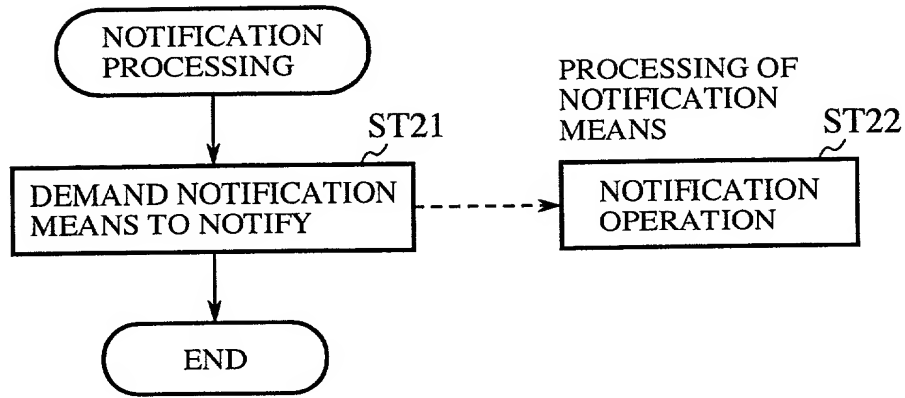 NOTIFICATION
PROCESSING
PROCESSING OF
NOTIFICATION
MEANS
ST21
ST22
DEMAND NOTIFICATION
MEANS TO NOTIFY
NOTIFICATION
OPERATION
END